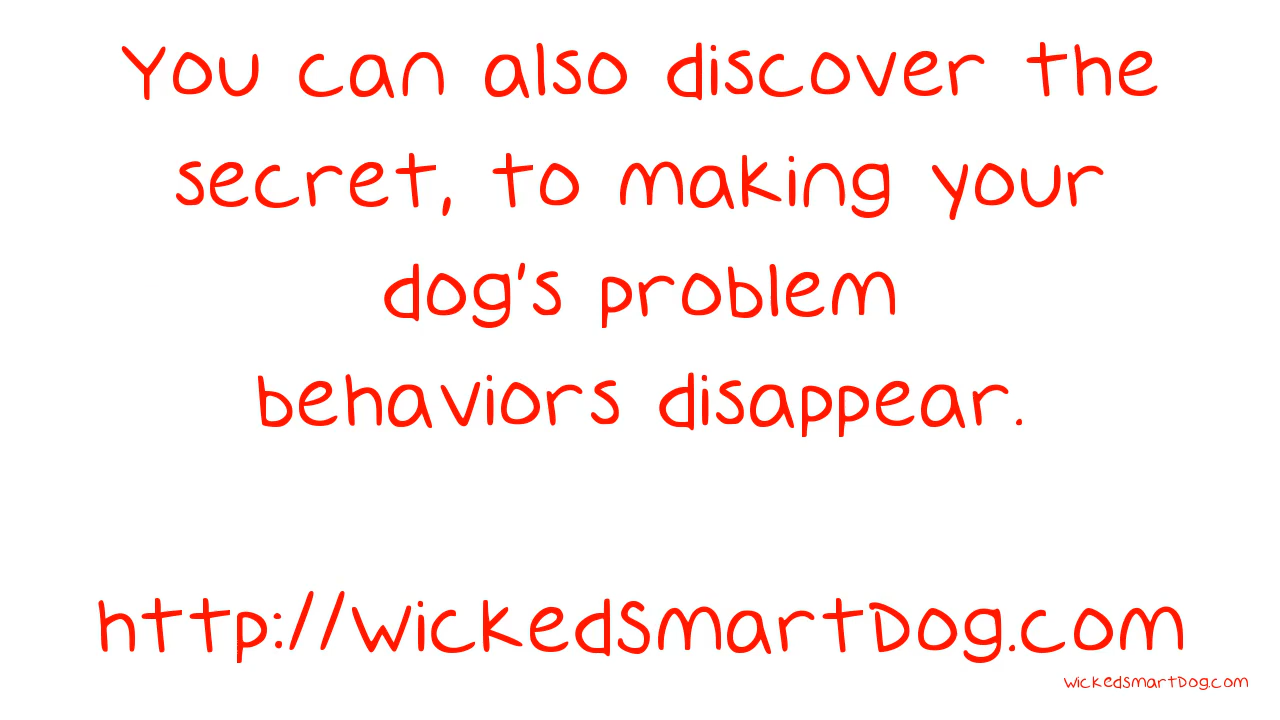 You can also discover the
secret, to making your
dog's problem
behaviors disappear.
http://WickedSmartDog.com
WickedSmartDog.com